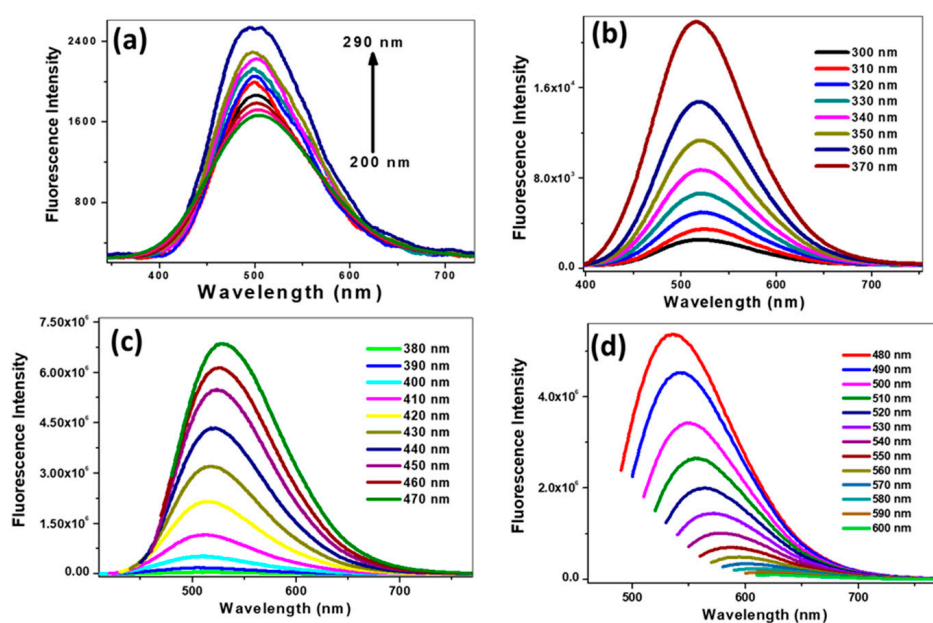 (a)
290 nm
200 nm
2400
1600
800
400
500
600
700
Fluorescence Intensity
Wavelength (nm)
(b)
300 nm
310 nm
320 nm
330 nm
340 nm
350 nm
360 nm
370 nm
1.6x10⁴
8.0x10³
0.0
400
500
600
700
Fluorescence Intensity
Wavelength (nm)
(c)
380 nm
390 nm
400 nm
410 nm
420 nm
430 nm
440 nm
450 nm
460 nm
470 nm
7.50x10⁶
6.00x10⁶
4.50x10⁶
3.00x10⁶
1.50x10⁶
0.00
500
600
700
Fluorescence Intensity
Wavelength (nm)
(d)
480 nm
490 nm
500 nm
510 nm
520 nm
530 nm
540 nm
550 nm
560 nm
570 nm
580 nm
590 nm
600 nm
4.0x10⁶
2.0x10⁶
0.0
500
600
700
Fluorescence Intensity
Wavelength (nm)